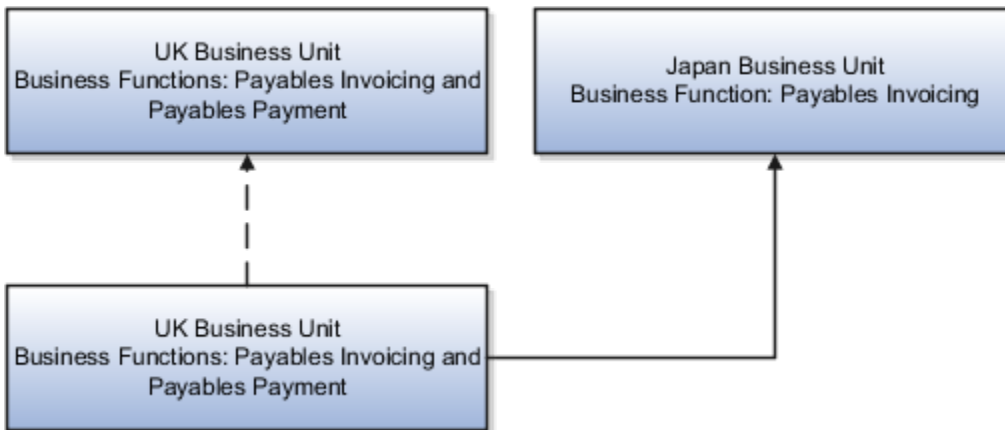 UK Business Unit
Business Functions: Payables Invoicing and
Payables Payment
Japan Business Unit
Business Function: Payables Invoicing
UK Business Unit
Business Functions: Payables Invoicing and
Payables Payment